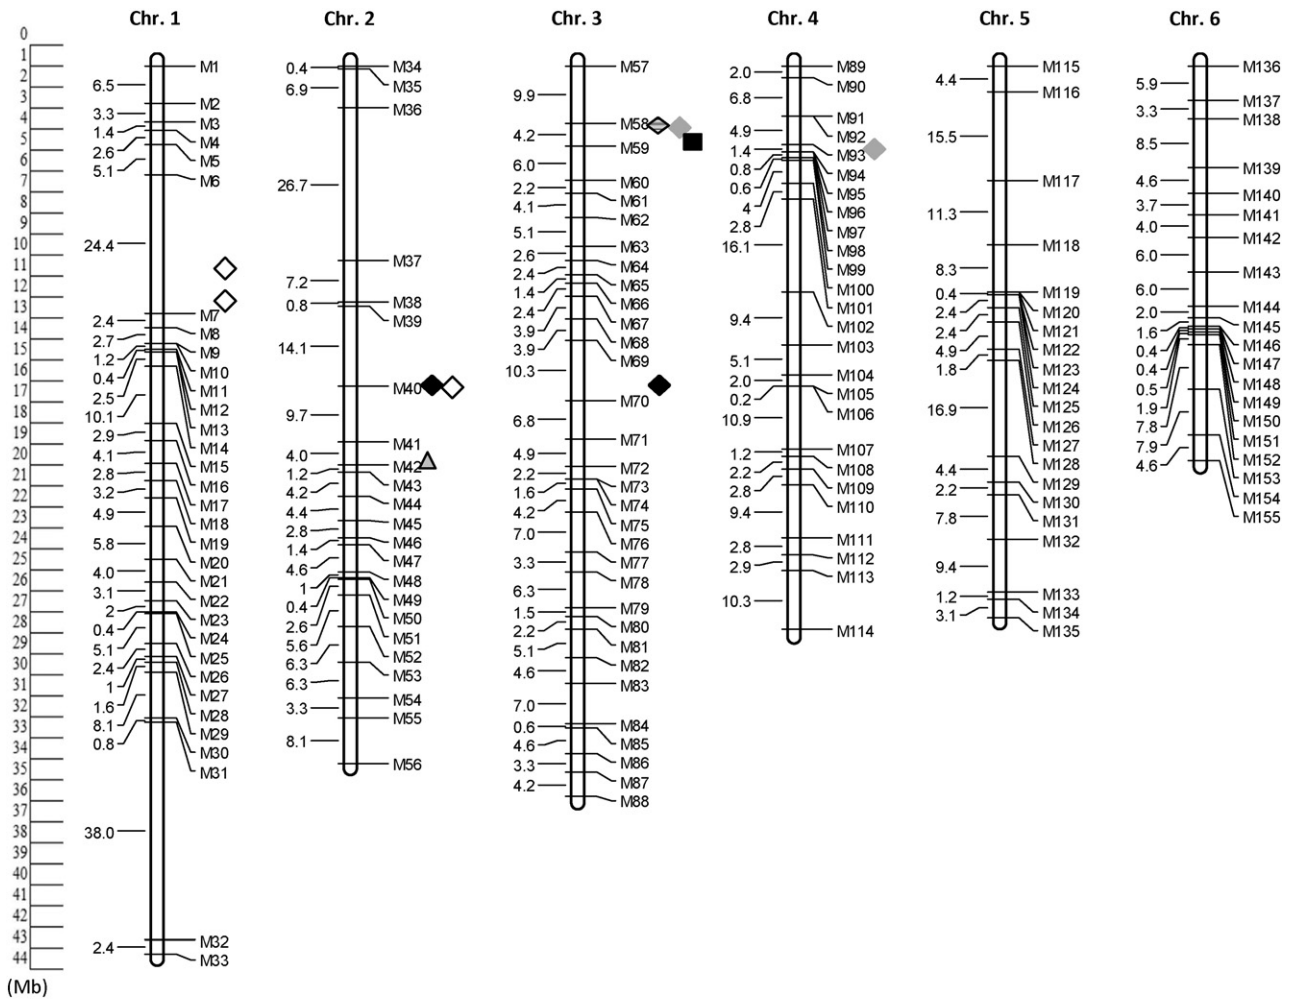 Chr. 1
Chr. 2
Chr. 3
Chr. 4
Chr. 5
Chr. 6
0
1
2
3
4
5
6
7
8
9
10
11
12
13
14
15
16
17
18
19
20
21
22
23
24
25
26
27
28
29
30
31
32
33
34
35
36
37
38
39
40
41
42
43
44
(Mb)
6.5
3.3
1.4
2.6
5.1
24.4
2.4
2.7
1.2
0.4
2.5
10.1
2.9
4.1
2.8
3.2
4.9
5.8
4.0
3.1
2
0.4
5.1
2.4
1
1.6
8.1
0.8
38.0
2.4
M1
M2
M3
M4
M5
M6
M7
M8
M9
M10
M11
M12
M13
M14
M15
M16
M17
M18
M19
M20
M21
M22
M23
M24
M25
M26
M27
M28
M29
M30
M31
M32
M33
0.4
6.9
26.7
7.2
0.8
14.1
9.7
4.0
1.2
4.2
4.4
2.8
1.4
4.6
1
0.4
2.6
5.6
6.3
6.3
3.3
8.1
M34
M35
M36
M37
M38
M39
M40
M41
M42
M43
M44
M45
M46
M47
M48
M49
M50
M51
M52
M53
M54
M55
M56
9.9
4.2
6.0
2.2
4.1
5.1
2.6
2.4
1.4
2.4
3.9
3.9
10.3
6.8
4.9
2.2
1.6
4.2
7.0
3.3
6.3
1.5
2.2
5.1
4.6
7.0
0.6
4.6
3.3
4.2
M57
M58
M59
M60
M61
M62
M63
M64
M65
M66
M67
M68
M69
M70
M71
M72
M73
M74
M75
M76
M77
M78
M79
M80
M81
M82
M83
M84
M85
M86
M87
M88
2.0
6.8
4.9
1.4
0.8
0.6
4
2.8
16.1
9.4
5.1
2.0
0.2
10.9
1.2
2.2
2.8
9.4
2.8
2.9
10.3
M89
M90
M91
M92
M93
M94
M95
M96
M97
M98
M99
M100
M101
M102
M103
M104
M105
M106
M107
M108
M109
M110
M111
M112
M113
M114
4.4
15.5
11.3
8.3
0.4
2.4
2.4
4.9
1.8
16.9
4.4
2.2
7.8
9.4
1.2
3.1
M115
M116
M117
M118
M119
M120
M121
M122
M123
M124
M125
M126
M127
M128
M129
M130
M131
M132
M133
M134
M135
5.9
3.3
8.5
4.6
3.7
4.0
6.0
6.0
2.0
1.6
0.4
0.4
0.5
1.9
7.8
7.9
4.6
M136
M137
M138
M139
M140
M141
M142
M143
M144
M145
M146
M147
M148
M149
M150
M151
M152
M153
M154
M155